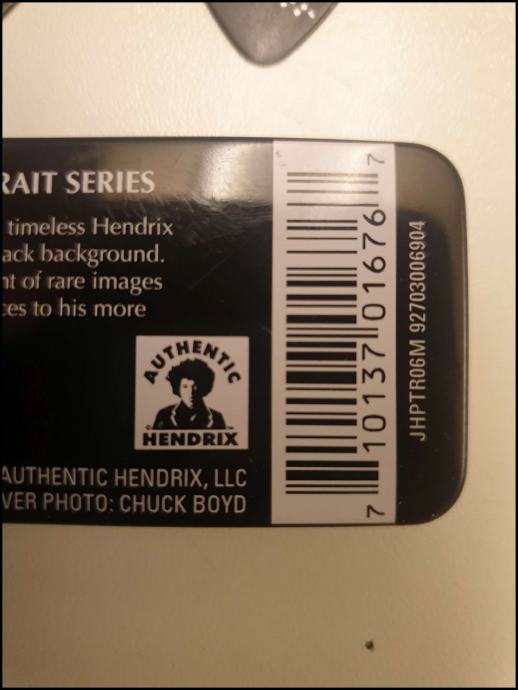 RAIT SERIES
timeless Hendrix
ack background.
nt of rare images
ces to his more
AUTHENTIC
HENDRIX
AUTHENTIC HENDRIX, LLC
VER PHOTO: CHUCK BOYD
7 10137 01676 7
JHPTR06M 92703006904